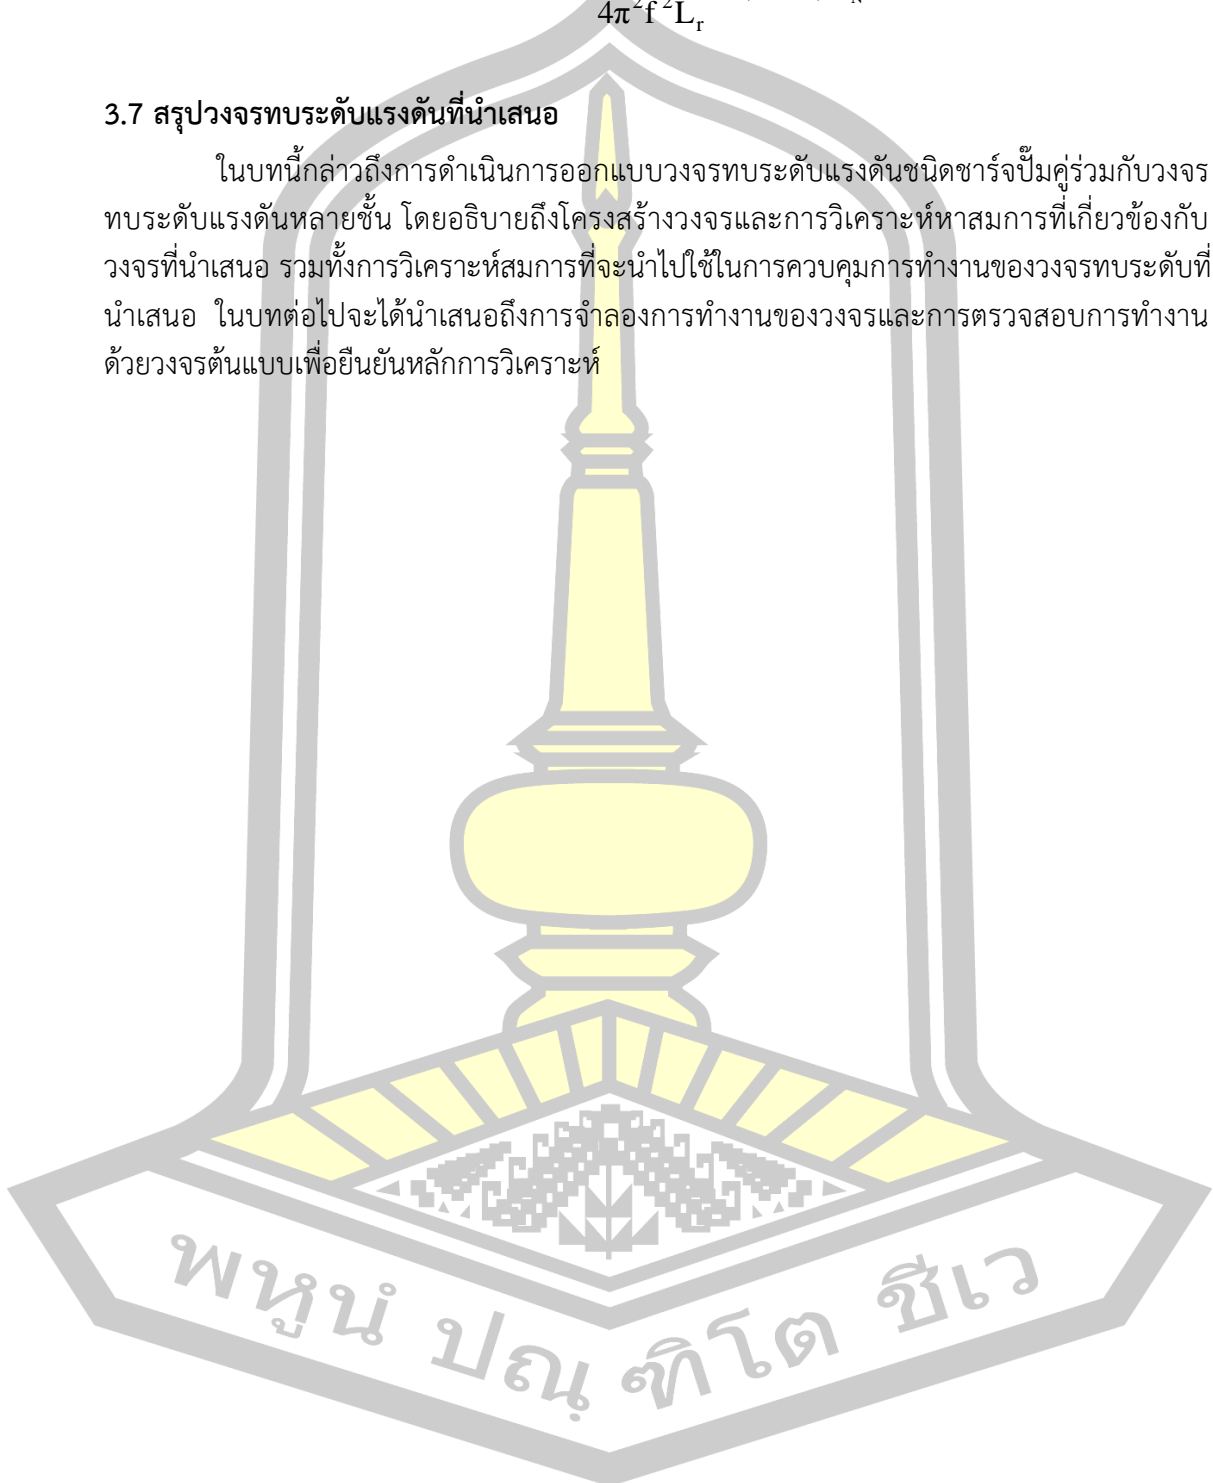 4π²f²Lᵣ
3.7 สรุปวงจรทบระดับแรงดันที่นำเสนอ
ในบทนี้กล่าวถึงการดำเนินการออกแบบวงจรทบระดับแรงดันชนิดชาร์จปั๊มคู่ร่วมกับวงจร
ทบระดับแรงดันหลายชั้น โดยอธิบายถึงโครงสร้างวงจรและการวิเคราะห์หาสมการที่เกี่ยวข้องกับ
วงจรที่นำเสนอ รวมทั้งการวิเคราะห์สมการที่จะนำไปใช้ในการควบคุมการทำงานของวงจรทบระดับที่
นำเสนอ ในบทต่อไปจะได้นำเสนอถึงการจำลองการทำงานของวงจรและการตรวจสอบการทำงาน
ด้วยวงจรต้นแบบเพื่อยืนยันหลักการวิเคราะห์
พหูนํ ปณฺฑิโต ชีเว